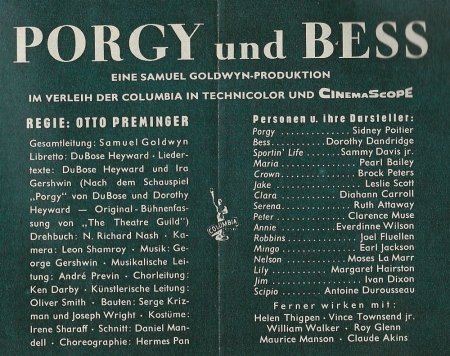 PORGY und BESS
EINE SAMUEL GOLDWYN-PRODUKTION
IM VERLEIH DER COLUMBIA IN TECHNICOLOR UND CINEMASCOPE
REGIE: OTTO PREMINGER
Gesamtleitung: Samuel Goldwyn
Libretto: DuBose Heyward · Lieder-
texte: DuBose Heyward und Ira
Gershwin (Nach dem Schauspiel
„Porgy" von DuBose und Dorothy
Heyward — Original - Bühnenfas-
sung von "The Theatre Guild")
Drehbuch: N. Richard Nash · Ka-
mera: Leon Shamroy · Musik: Ge-
orge Gershwin · Musikalische Lei-
tung: André Previn · Chorleitung:
Ken Darby · Künstlerische Leitung:
Oliver Smith · Bauten: Serge Kriz-
man und Joseph Wright · Kostüme:
Irene Sharaff · Schnitt: Daniel Man-
dell · Choreographie: Hermes Pan
COLUMBIA
Personen u. ihre Darsteller:
Porgy . . . . . . . . . . . . Sidney Poitier
Bess . . . . . . . . . Dorothy Dandridge
Sportin' Life . . . . . Sammy Davis jr.
Maria . . . . . . . . . . . . . Pearl Bailey
Crown . . . . . . . . . . . . Brock Peters
Jake . . . . . . . . . . . . . . Leslie Scott
Clara . . . . . . . . . . Diahann Carroll
Serena . . . . . . . . . . . Ruth Attaway
Peter . . . . . . . . . . . Clarence Muse
Annie . . . . . . . . . Everdinne Wilson
Robbins . . . . . . . . . . . Joel Fluellen
Mingo . . . . . . . . . . . . Earl Jackson
Nelson . . . . . . . . . Moses La Marr
Lily . . . . . . . . . . Margaret Hairston
Jim . . . . . . . . . . . . . . . . Ivan Dixon
Scipio . . . . . . Antoine Durousseau
Ferner wirken mit:
Helen Thigpen · Vince Townsend jr.
William Walker · Roy Glenn
Maurice Manson · Claude Akins